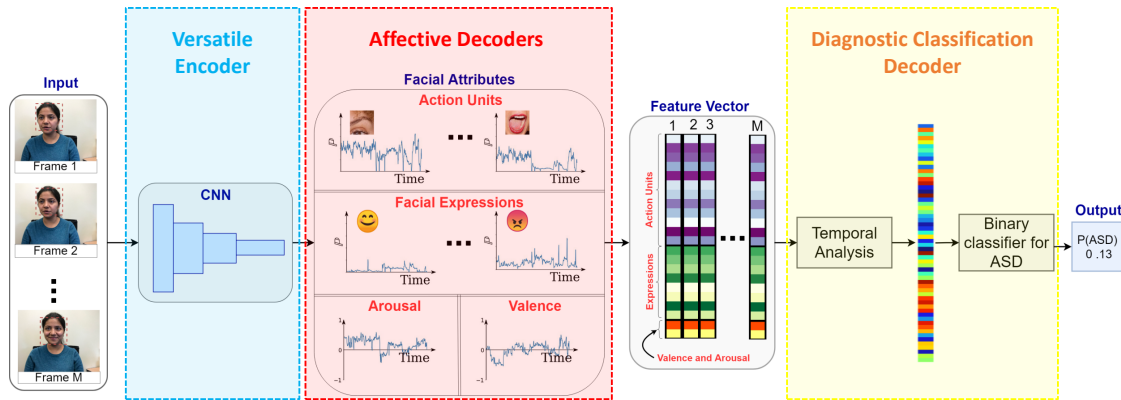 Versatile
Encoder
Affective Decoders
Diagnostic Classification
Decoder
Input
Frame 1
Frame 2
Frame M
CNN
Facial Attributes
Action Units
P
Time
P
Time
Facial Expressions
P
Time
P
Time
Arousal
1
0
−1
Time
Valence
1
0
−1
Time
Feature Vector
1 2 3 M
Action Units
Expressions
Valence and Arousal
Temporal
Analysis
Binary
classifier for
ASD
Output
P(ASD)
0 .13